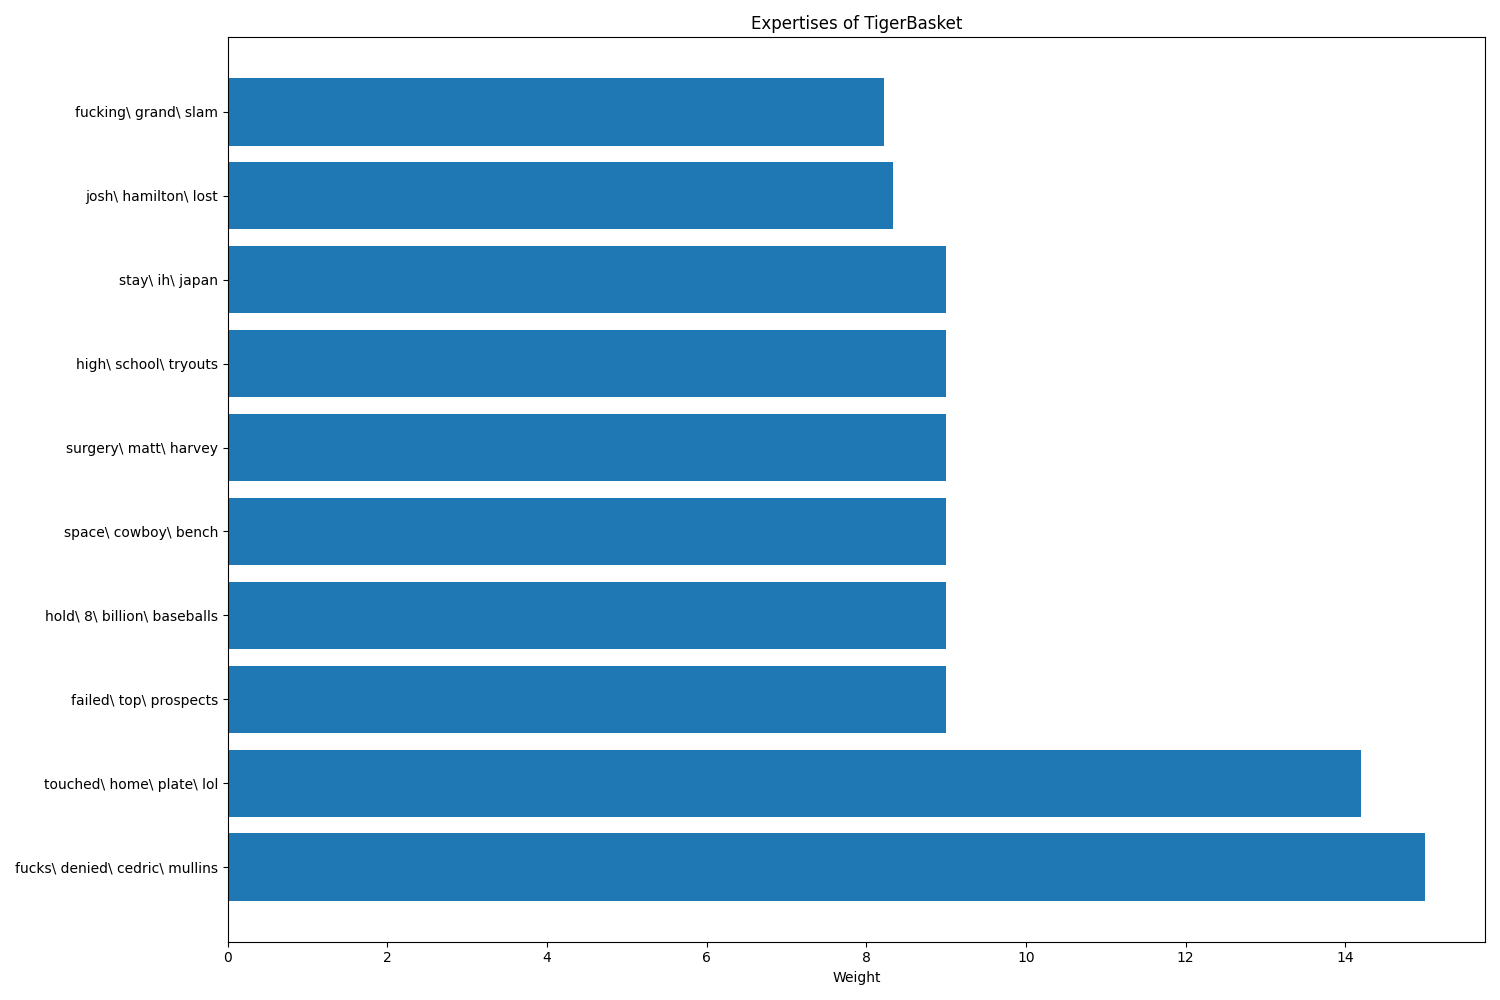 Expertises of TigerBasket
fucking\ grand\ slam
josh\ hamilton\ lost
stay\ ih\ japan
high\ school\ tryouts
surgery\ matt\ harvey
space\ cowboy\ bench
hold\ 8\ billion\ baseballs
failed\ top\ prospects
touched\ home\ plate\ lol
fucks\ denied\ cedric\ mullins
0 2 4 6 8 10 12 14
Weight